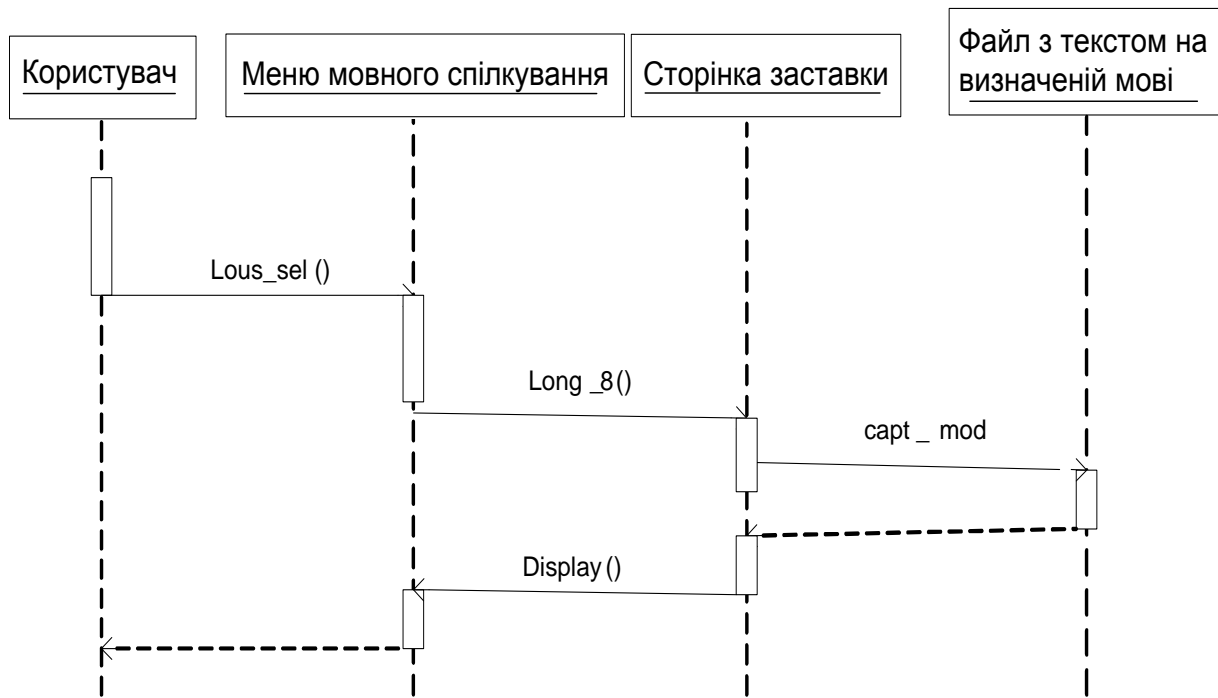 Користувач
Меню мовного спілкування
Сторінка заставки
Файл з текстом на
визначеній мові
Lous_sel ()
Long _8()
capt _ mod
Display ()